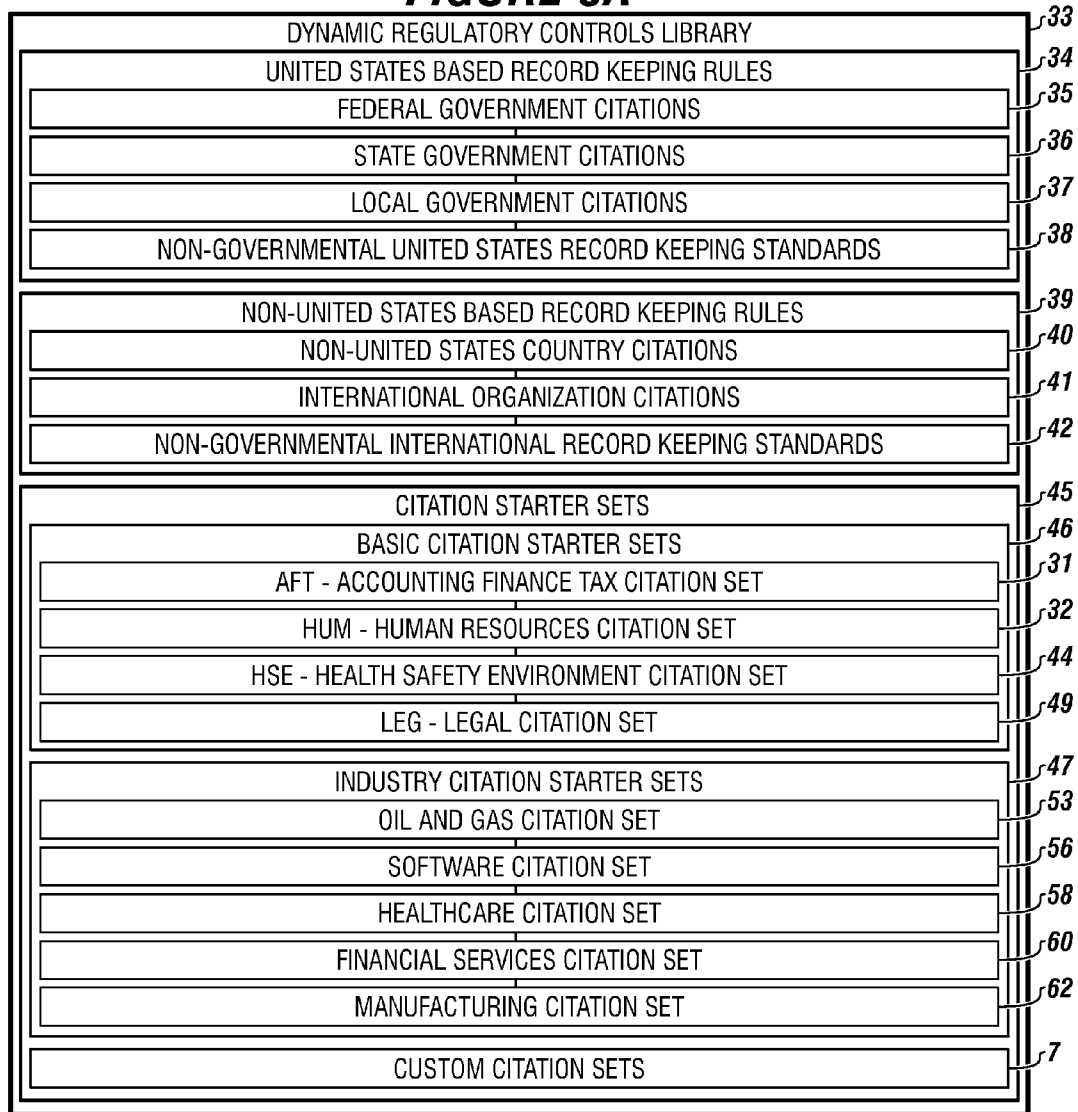 DYNAMIC REGULATORY CONTROLS LIBRARY 33
UNITED STATES BASED RECORD KEEPING RULES 34
FEDERAL GOVERNMENT CITATIONS 35
STATE GOVERNMENT CITATIONS 36
LOCAL GOVERNMENT CITATIONS 37
NON-GOVERNMENTAL UNITED STATES RECORD KEEPING STANDARDS 38
NON-UNITED STATES BASED RECORD KEEPING RULES 39
NON-UNITED STATES COUNTRY CITATIONS 40
INTERNATIONAL ORGANIZATION CITATIONS 41
NON-GOVERNMENTAL INTERNATIONAL RECORD KEEPING STANDARDS 42
CITATION STARTER SETS 45
BASIC CITATION STARTER SETS 46
AFT - ACCOUNTING FINANCE TAX CITATION SET 31
HUM - HUMAN RESOURCES CITATION SET 32
HSE - HEALTH SAFETY ENVIRONMENT CITATION SET 44
LEG - LEGAL CITATION SET 49
INDUSTRY CITATION STARTER SETS 47
OIL AND GAS CITATION SET 53
SOFTWARE CITATION SET 56
HEALTHCARE CITATION SET 58
FINANCIAL SERVICES CITATION SET 60
MANUFACTURING CITATION SET 62
CUSTOM CITATION SETS 7